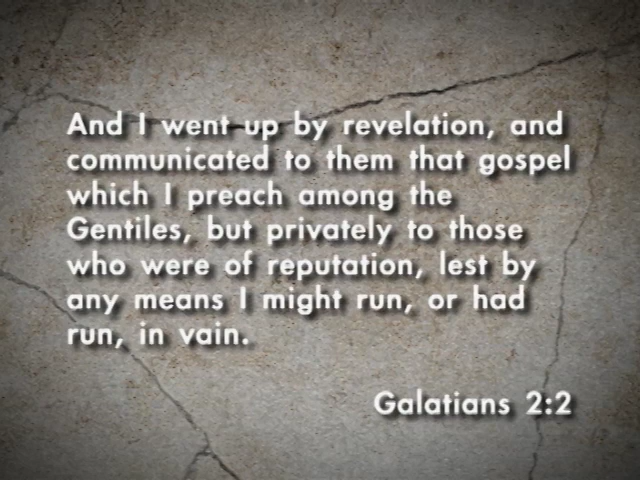 And I went up by revelation, and
communicated to them that gospel
which I preach among the
Gentiles, but privately to those
who were of reputation, lest by
any means I might run, or had
run, in vain.
Galatians 2:2